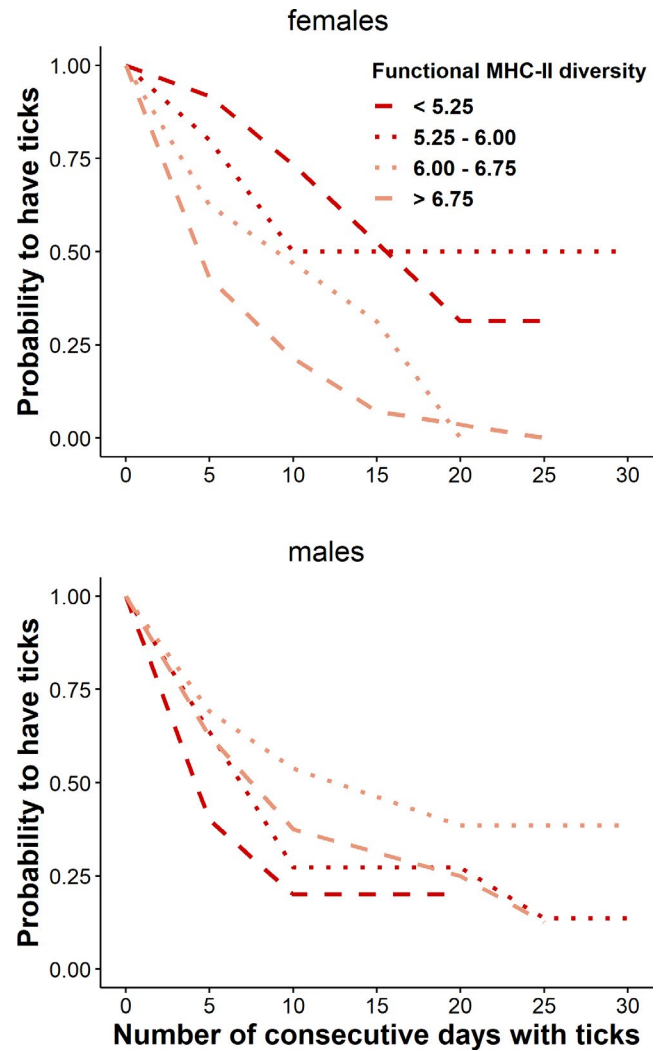 females
Functional MHC-II diversity
< 5.25
5.25 - 6.00
6.00 - 6.75
> 6.75
Probability to have ticks
1.00
0.75
0.50
0.25
0.00
0 5 10 15 20 25 30
males
Probability to have ticks
1.00
0.75
0.50
0.25
0.00
0 5 10 15 20 25 30
Number of consecutive days with ticks